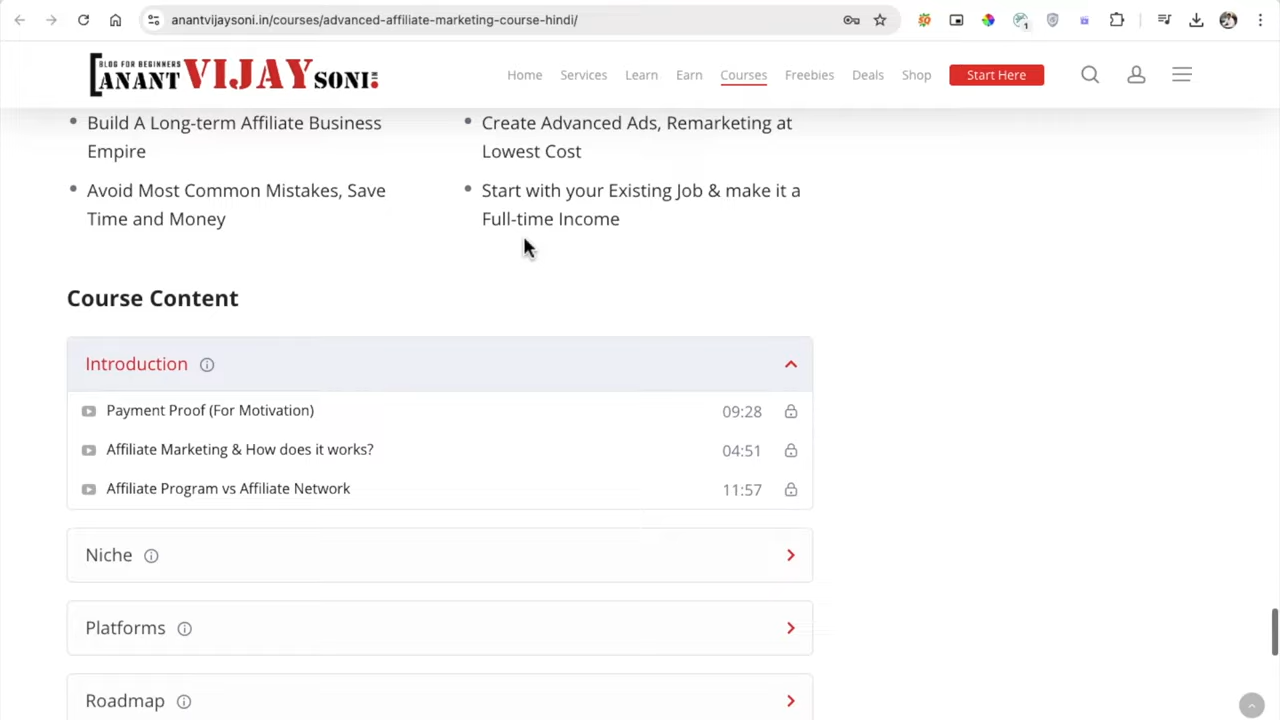 anantvijaysoni.in/courses/advanced-affiliate-marketing-course-hindi/
1
BLOG FOR BEGINNERS
ANANT VIJAY SONI
Home Services Learn Earn Courses Freebies Deals Shop Start Here
Build A Long-term Affiliate Business
Empire
Avoid Most Common Mistakes, Save
Time and Money
Create Advanced Ads, Remarketing at
Lowest Cost
Start with your Existing Job & make it a
Full-time Income
Course Content
Introduction
Payment Proof (For Motivation) 09:28
Affiliate Marketing & How does it works? 04:51
Affiliate Program vs Affiliate Network 11:57
Niche
Platforms
Roadmap